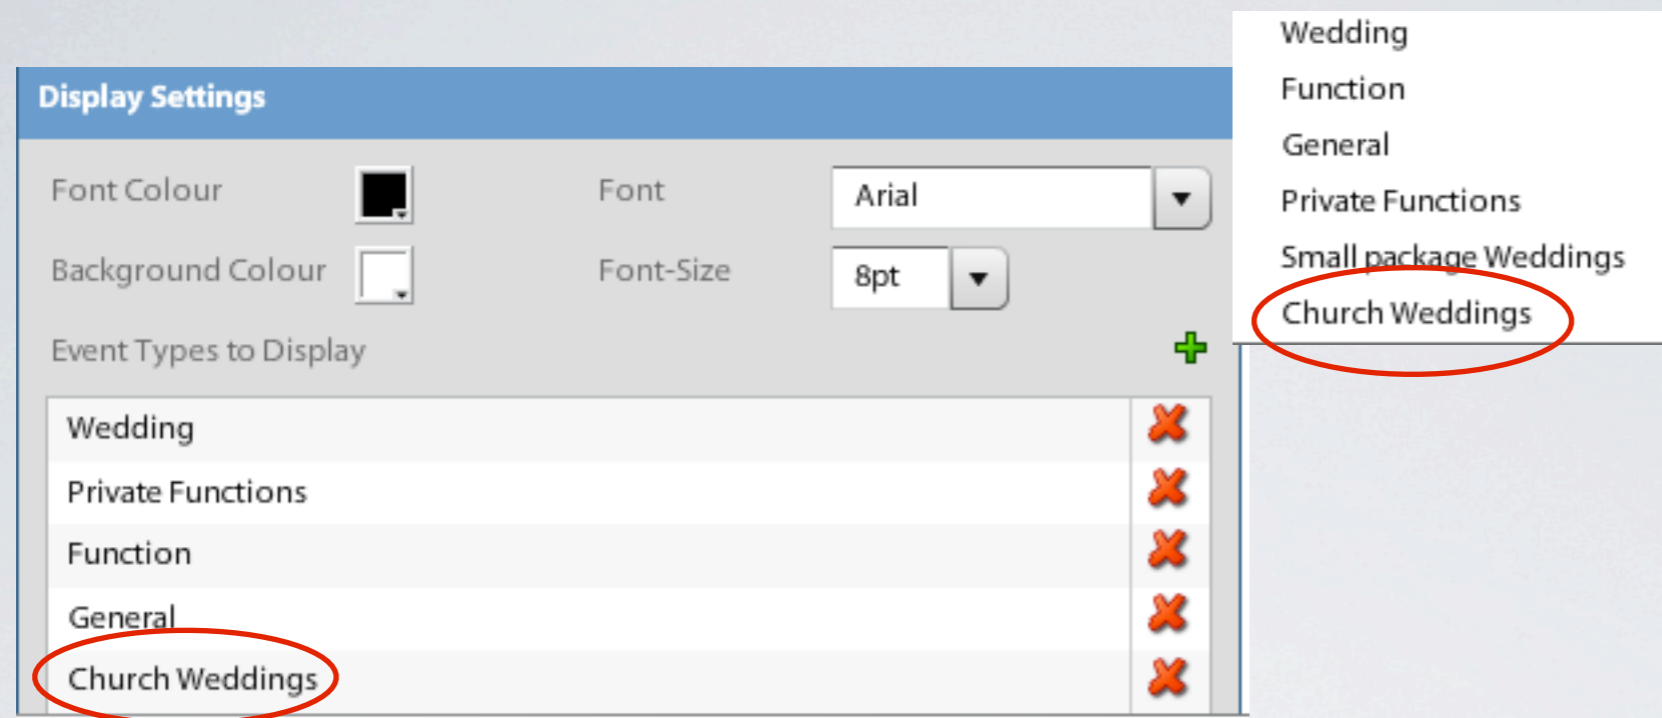 Display Settings
Font Colour
Font
Arial
Background Colour
Font-Size
8pt
Event Types to Display
Wedding
Private Functions
Function
General
Church Weddings
Wedding
Function
General
Private Functions
Small package Weddings
Church Weddings